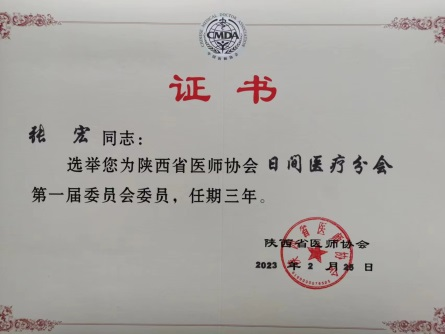 CMDA
证书
张 宏 同志：
选举您为陕西省医师协会日间医疗分会
第一届委员会委员，任期三年。
陕西省医师协会
2023 年 2 月 25 日